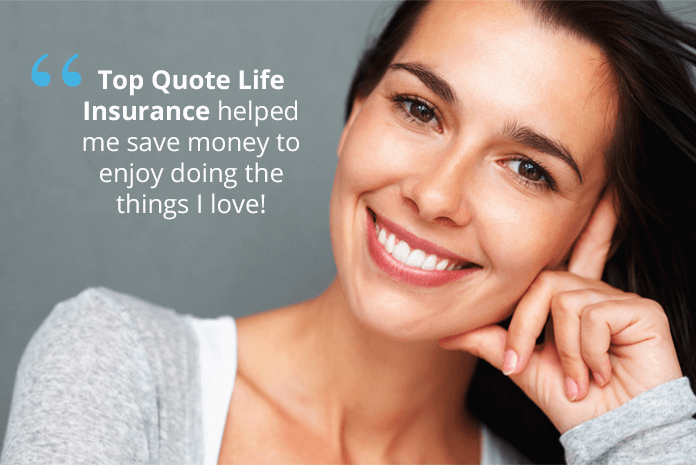 “
Top Quote Life
Insurance helped
me save money to
enjoy doing the
things I love!